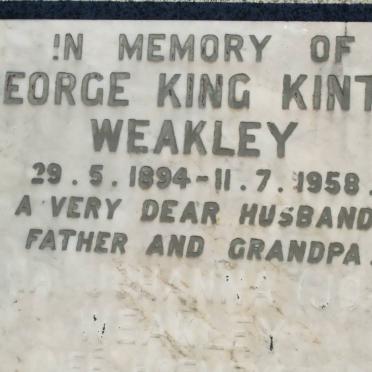 IN MEMORY OF
EORGE KING KINT
WEAKLEY
29.5.1894-11.7.1958.
A VERY DEAR HUSBAND
FATHER AND GRANDPA.
WEAKLEY